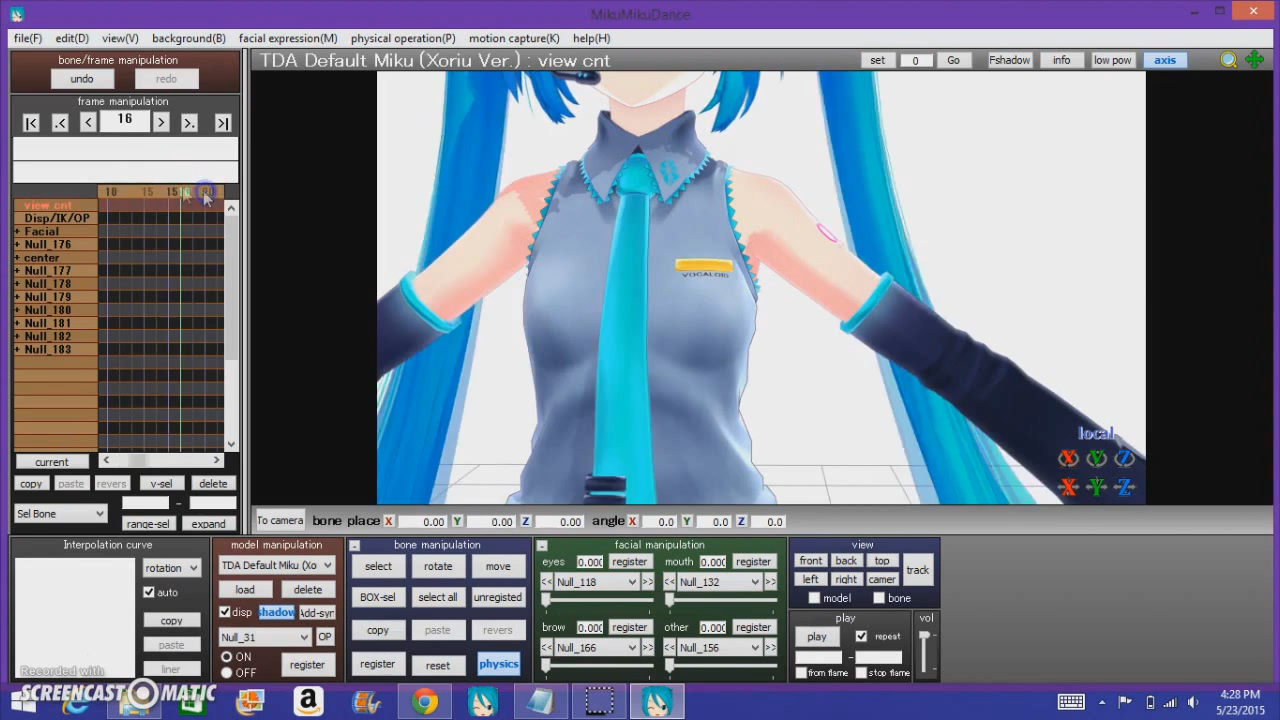 MikuMikuDance
file(F) edit(D) view(V) background(B) facial expression(M) physical operation(P) motion capture(K) help(H)
bone/frame manipulation
undo redo
TDA Default Miku (Xoriu Ver.) : view cnt
set 0 Go Fshadow info low pow axis
frame manipulation
|< .< < 16 > >. >|
10 15 15
view cnt
Disp/IK/OP
+ Facial
+ Null_176
+ center
+ Null_177
+ Null_178
+ Null_179
+ Null_180
+ Null_181
+ Null_182
+ Null_183
VOCALOID
local
X Y Z
X Y Z
current
copy paste revers v-sel delete
Sel Bone -
range-sel expand
To camera bone place X 0.00 Y 0.00 Z 0.00 angle X 0.0 Y 0.0 Z 0.0
Interpolation curve
rotation
auto
copy
paste
liner
model manipulation
TDA Default Miku (Xo
load delete
disp shadow Add-syn
Null_31 OP
ON
OFF
register
- bone manipulation
select rotate move
BOX-sel select all unregisted
copy paste revers
register reset physics
- facial manipulation
eyes 0.000 register mouth 0.000 register
<< Null_118 >> << Null_132 >>
brow 0.000 register other 0.000 register
<< Null_166 >> << Null_156 >>
view
front back top
left right camer track
model bone
play
play repeat
-
from flame stop flame
vol
Recorded with
SCREENCAST-O-MATIC
4:28 PM
5/23/2015